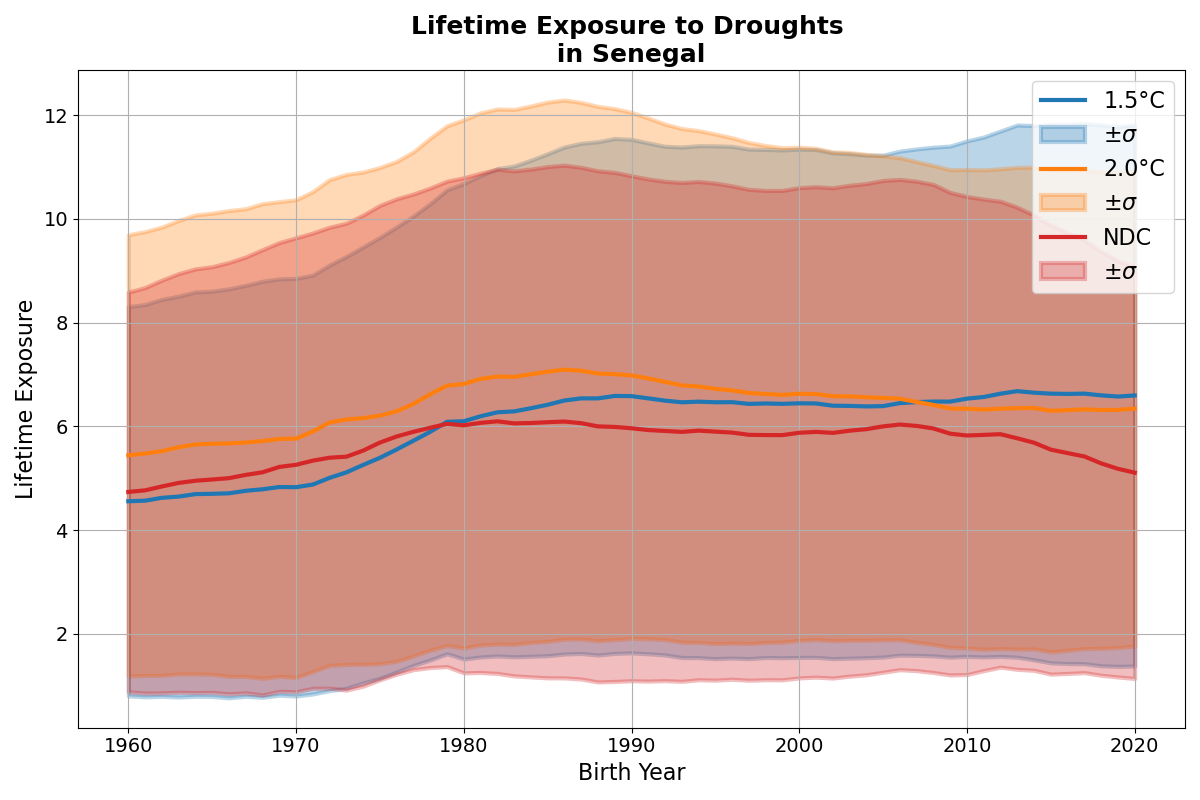 Lifetime Exposure to Droughts
in Senegal
12
10
8
6
4
2
Lifetime Exposure
1960
1970
1980
1990
2000
2010
2020
Birth Year
1.5°C
±σ
2.0°C
±σ
NDC
±σ